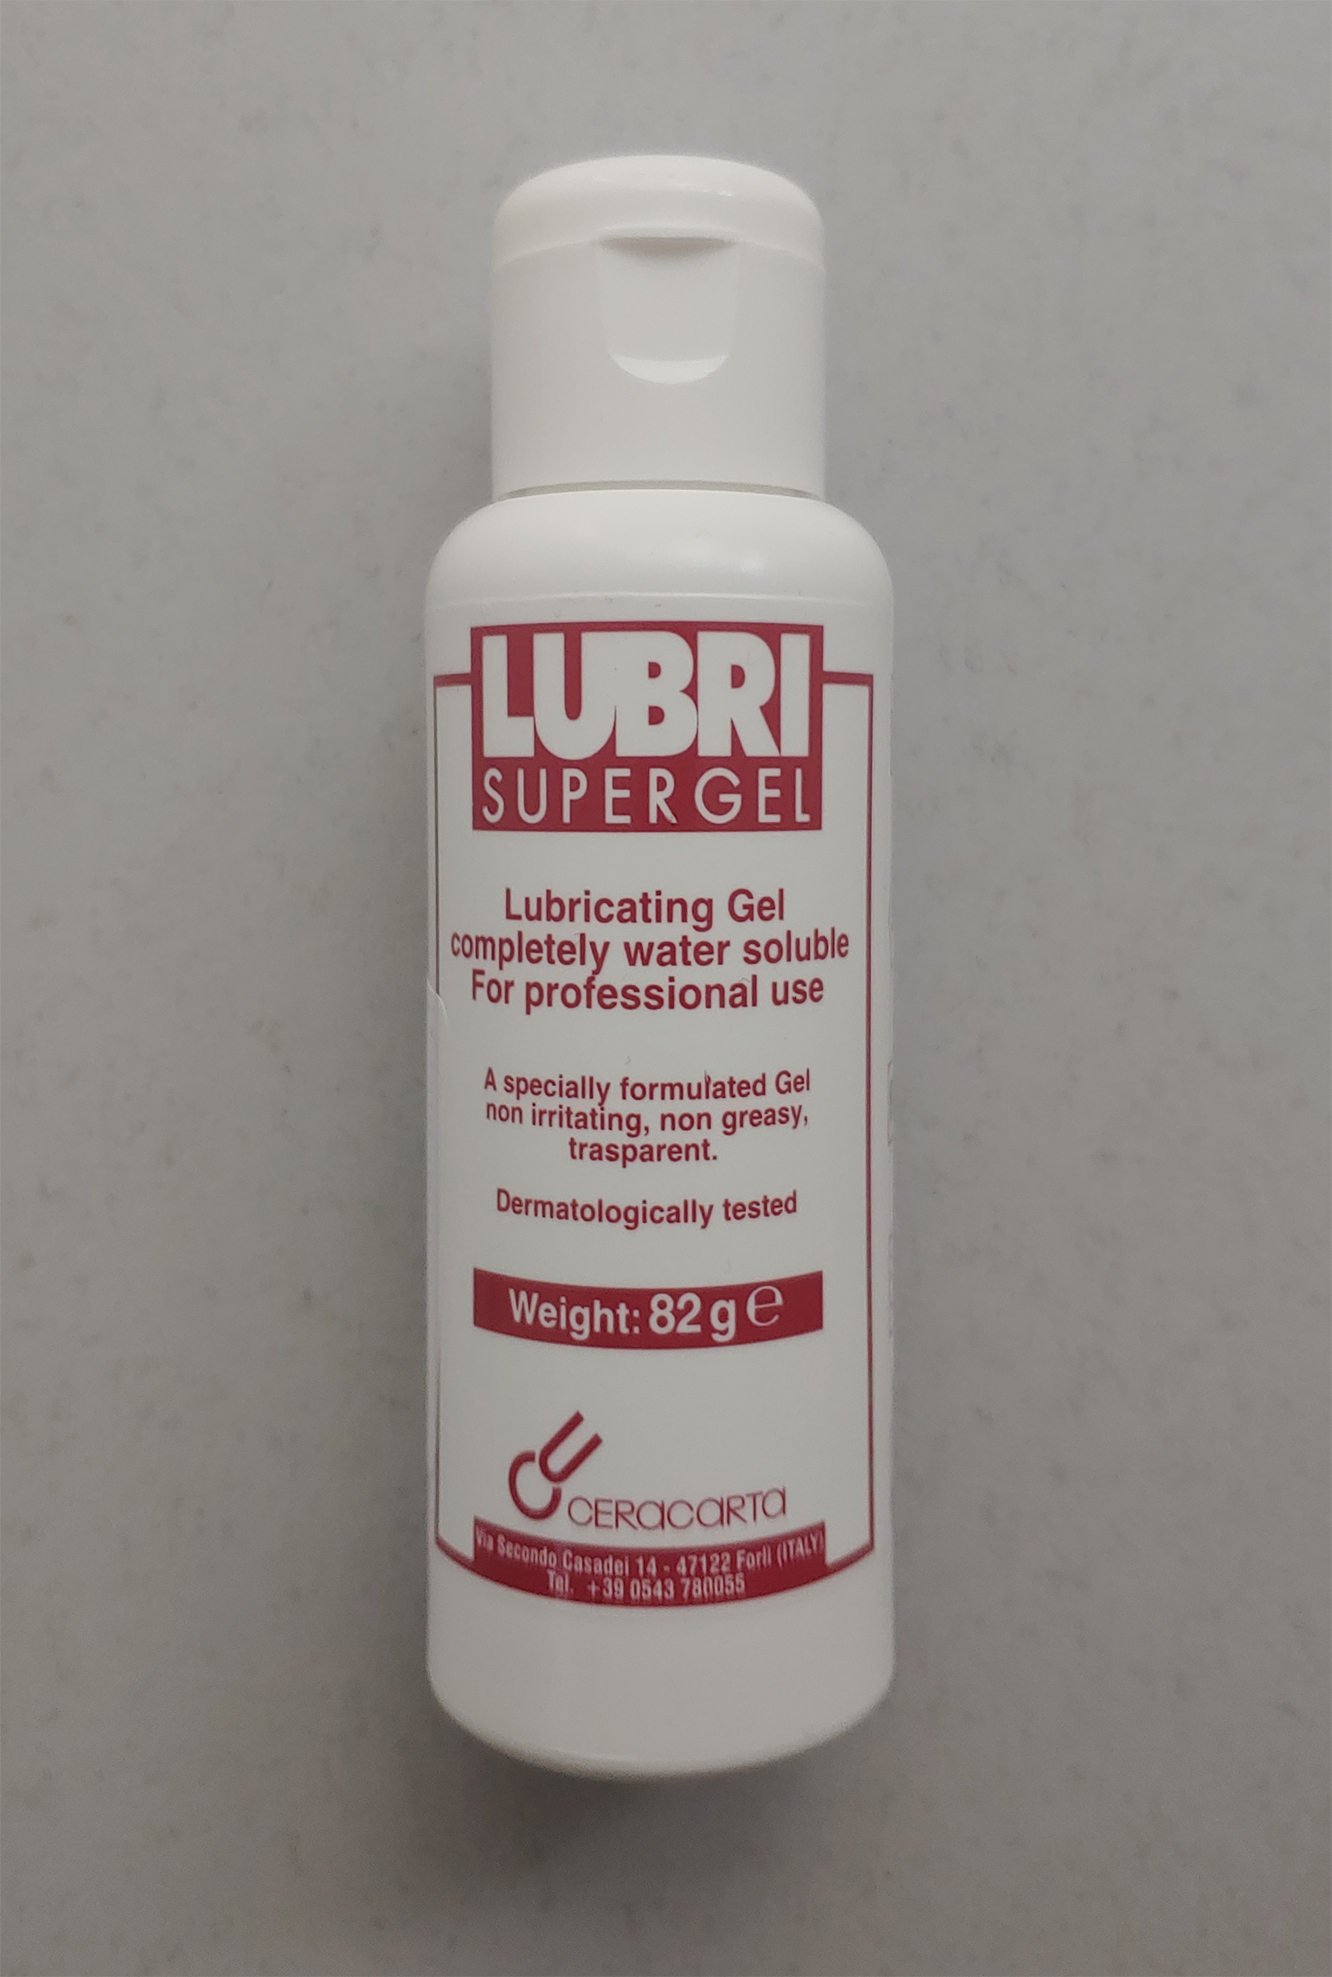 LUBRI
SUPERGEL
Lubricating Gel
completely water soluble
For professional use
A specially formulated Gel
non irritating, non greasy,
trasparent.
Dermatologically tested
Weight: 82 g ℮
CERACARTA
Via Secondo Casadei 14 - 47122 Forlì (ITALY)
Tel. +39 0543 780055